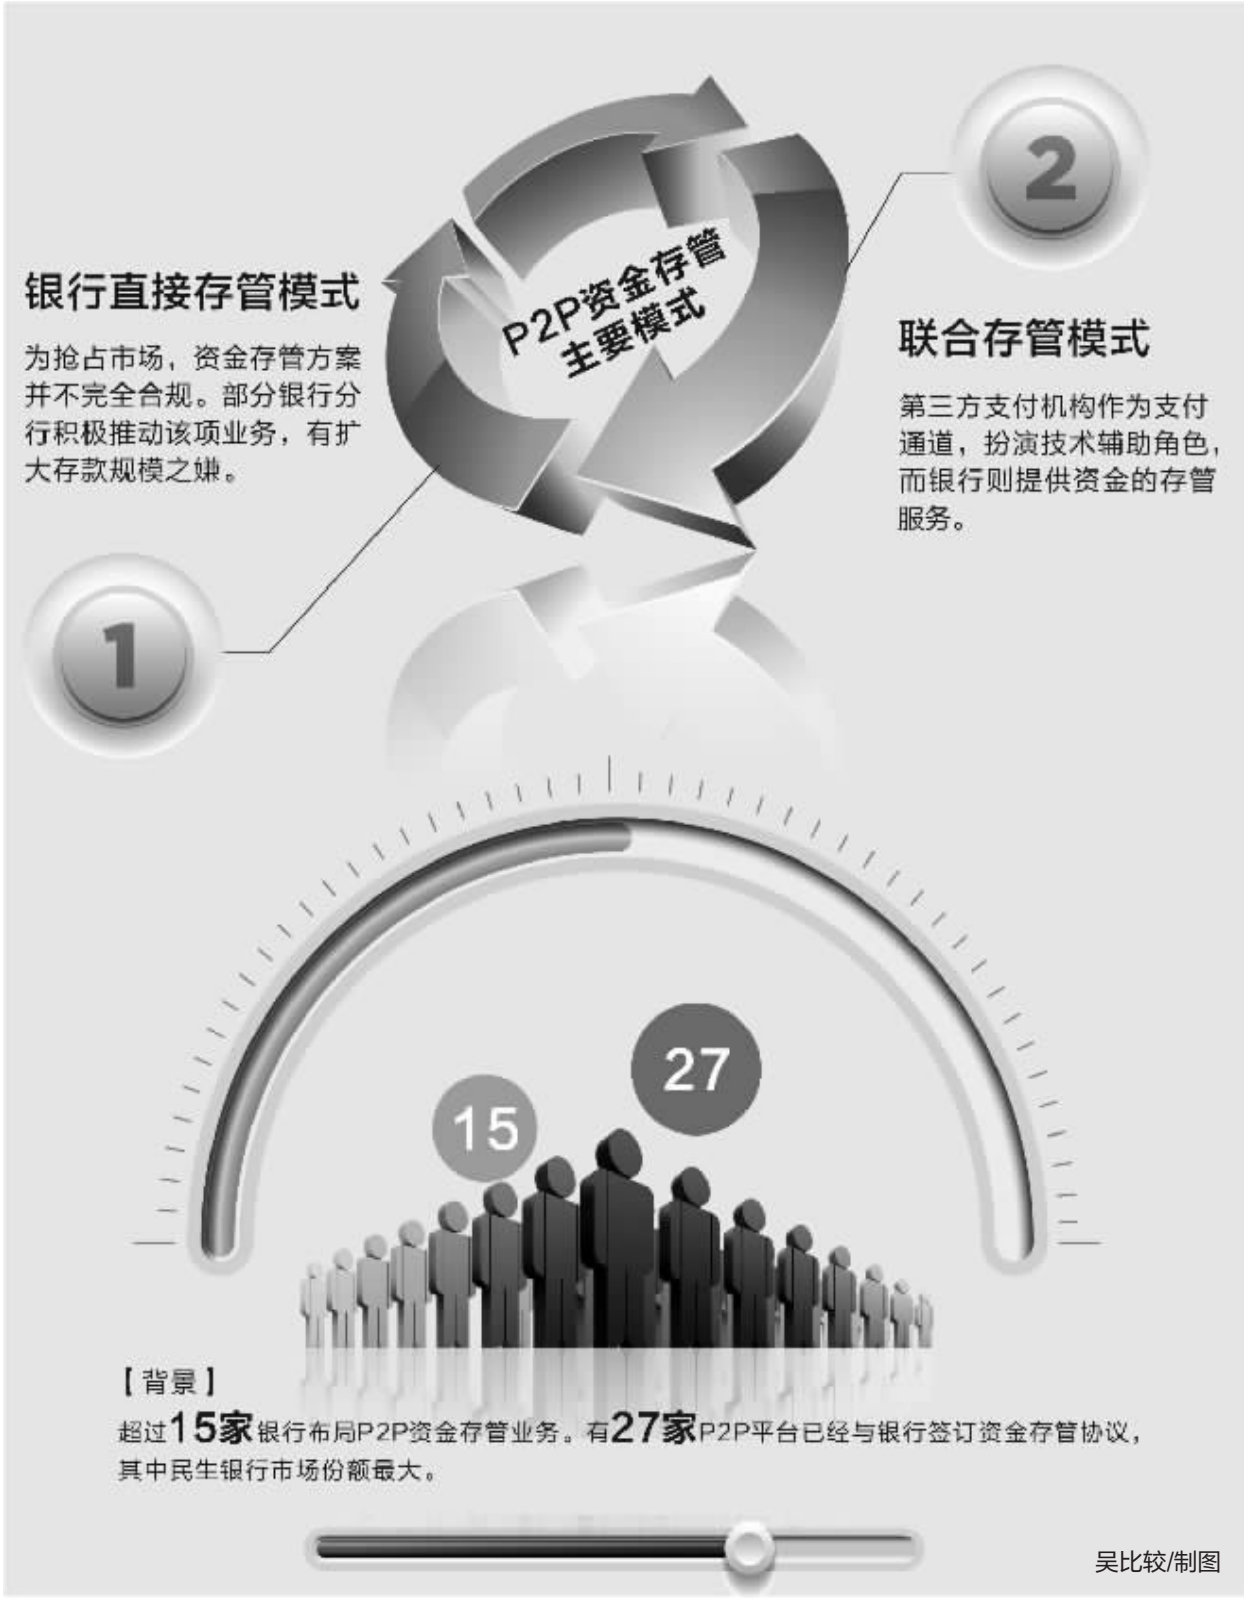 2
P2P资金存管
主要模式
银行直接存管模式
为抢占市场，资金存管方案
并不完全合规。部分银行分
行积极推动该项业务，有扩
大存款规模之嫌。
联合存管模式
第三方支付机构作为支付
通道，扮演技术辅助角色，
而银行则提供资金的存管
服务。
1
27
15
【背景】
超过15家银行布局P2P资金存管业务。有27家P2P平台已经与银行签订资金存管协议，
其中民生银行市场份额最大。
吴比较/制图